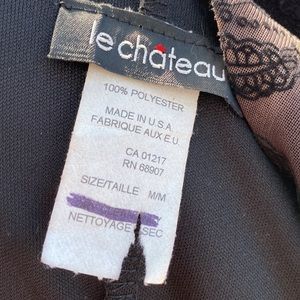 le château
100% POLYESTER
MADE IN U.S.A
FABRIQUE AUX E.U.
CA 01217
RN 68907
SIZE/TAILLE M/M
NETTOYAGE SEC